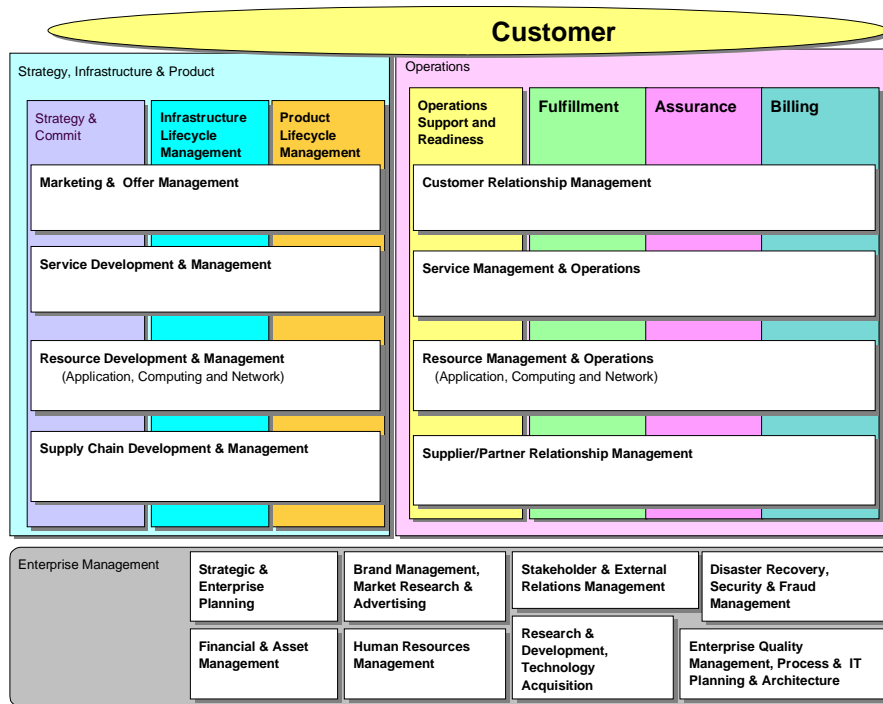 Customer
Strategy, Infrastructure & Product
Operations
Strategy &
Commit
Infrastructure
Lifecycle
Management
Product
Lifecycle
Management
Operations
Support and
Readiness
Fulfillment
Assurance
Billing
Marketing & Offer Management
Customer Relationship Management
Service Development & Management
Service Management & Operations
Resource Development & Management
(Application, Computing and Network)
Resource Management & Operations
(Application, Computing and Network)
Supply Chain Development & Management
Supplier/Partner Relationship Management
Enterprise Management
Strategic &
Enterprise
Planning
Brand Management,
Market Research &
Advertising
Stakeholder & External
Relations Management
Disaster Recovery,
Security & Fraud
Management
Financial & Asset
Management
Human Resources
Management
Research &
Development,
Technology
Acquisition
Enterprise Quality
Management, Process & IT
Planning & Architecture